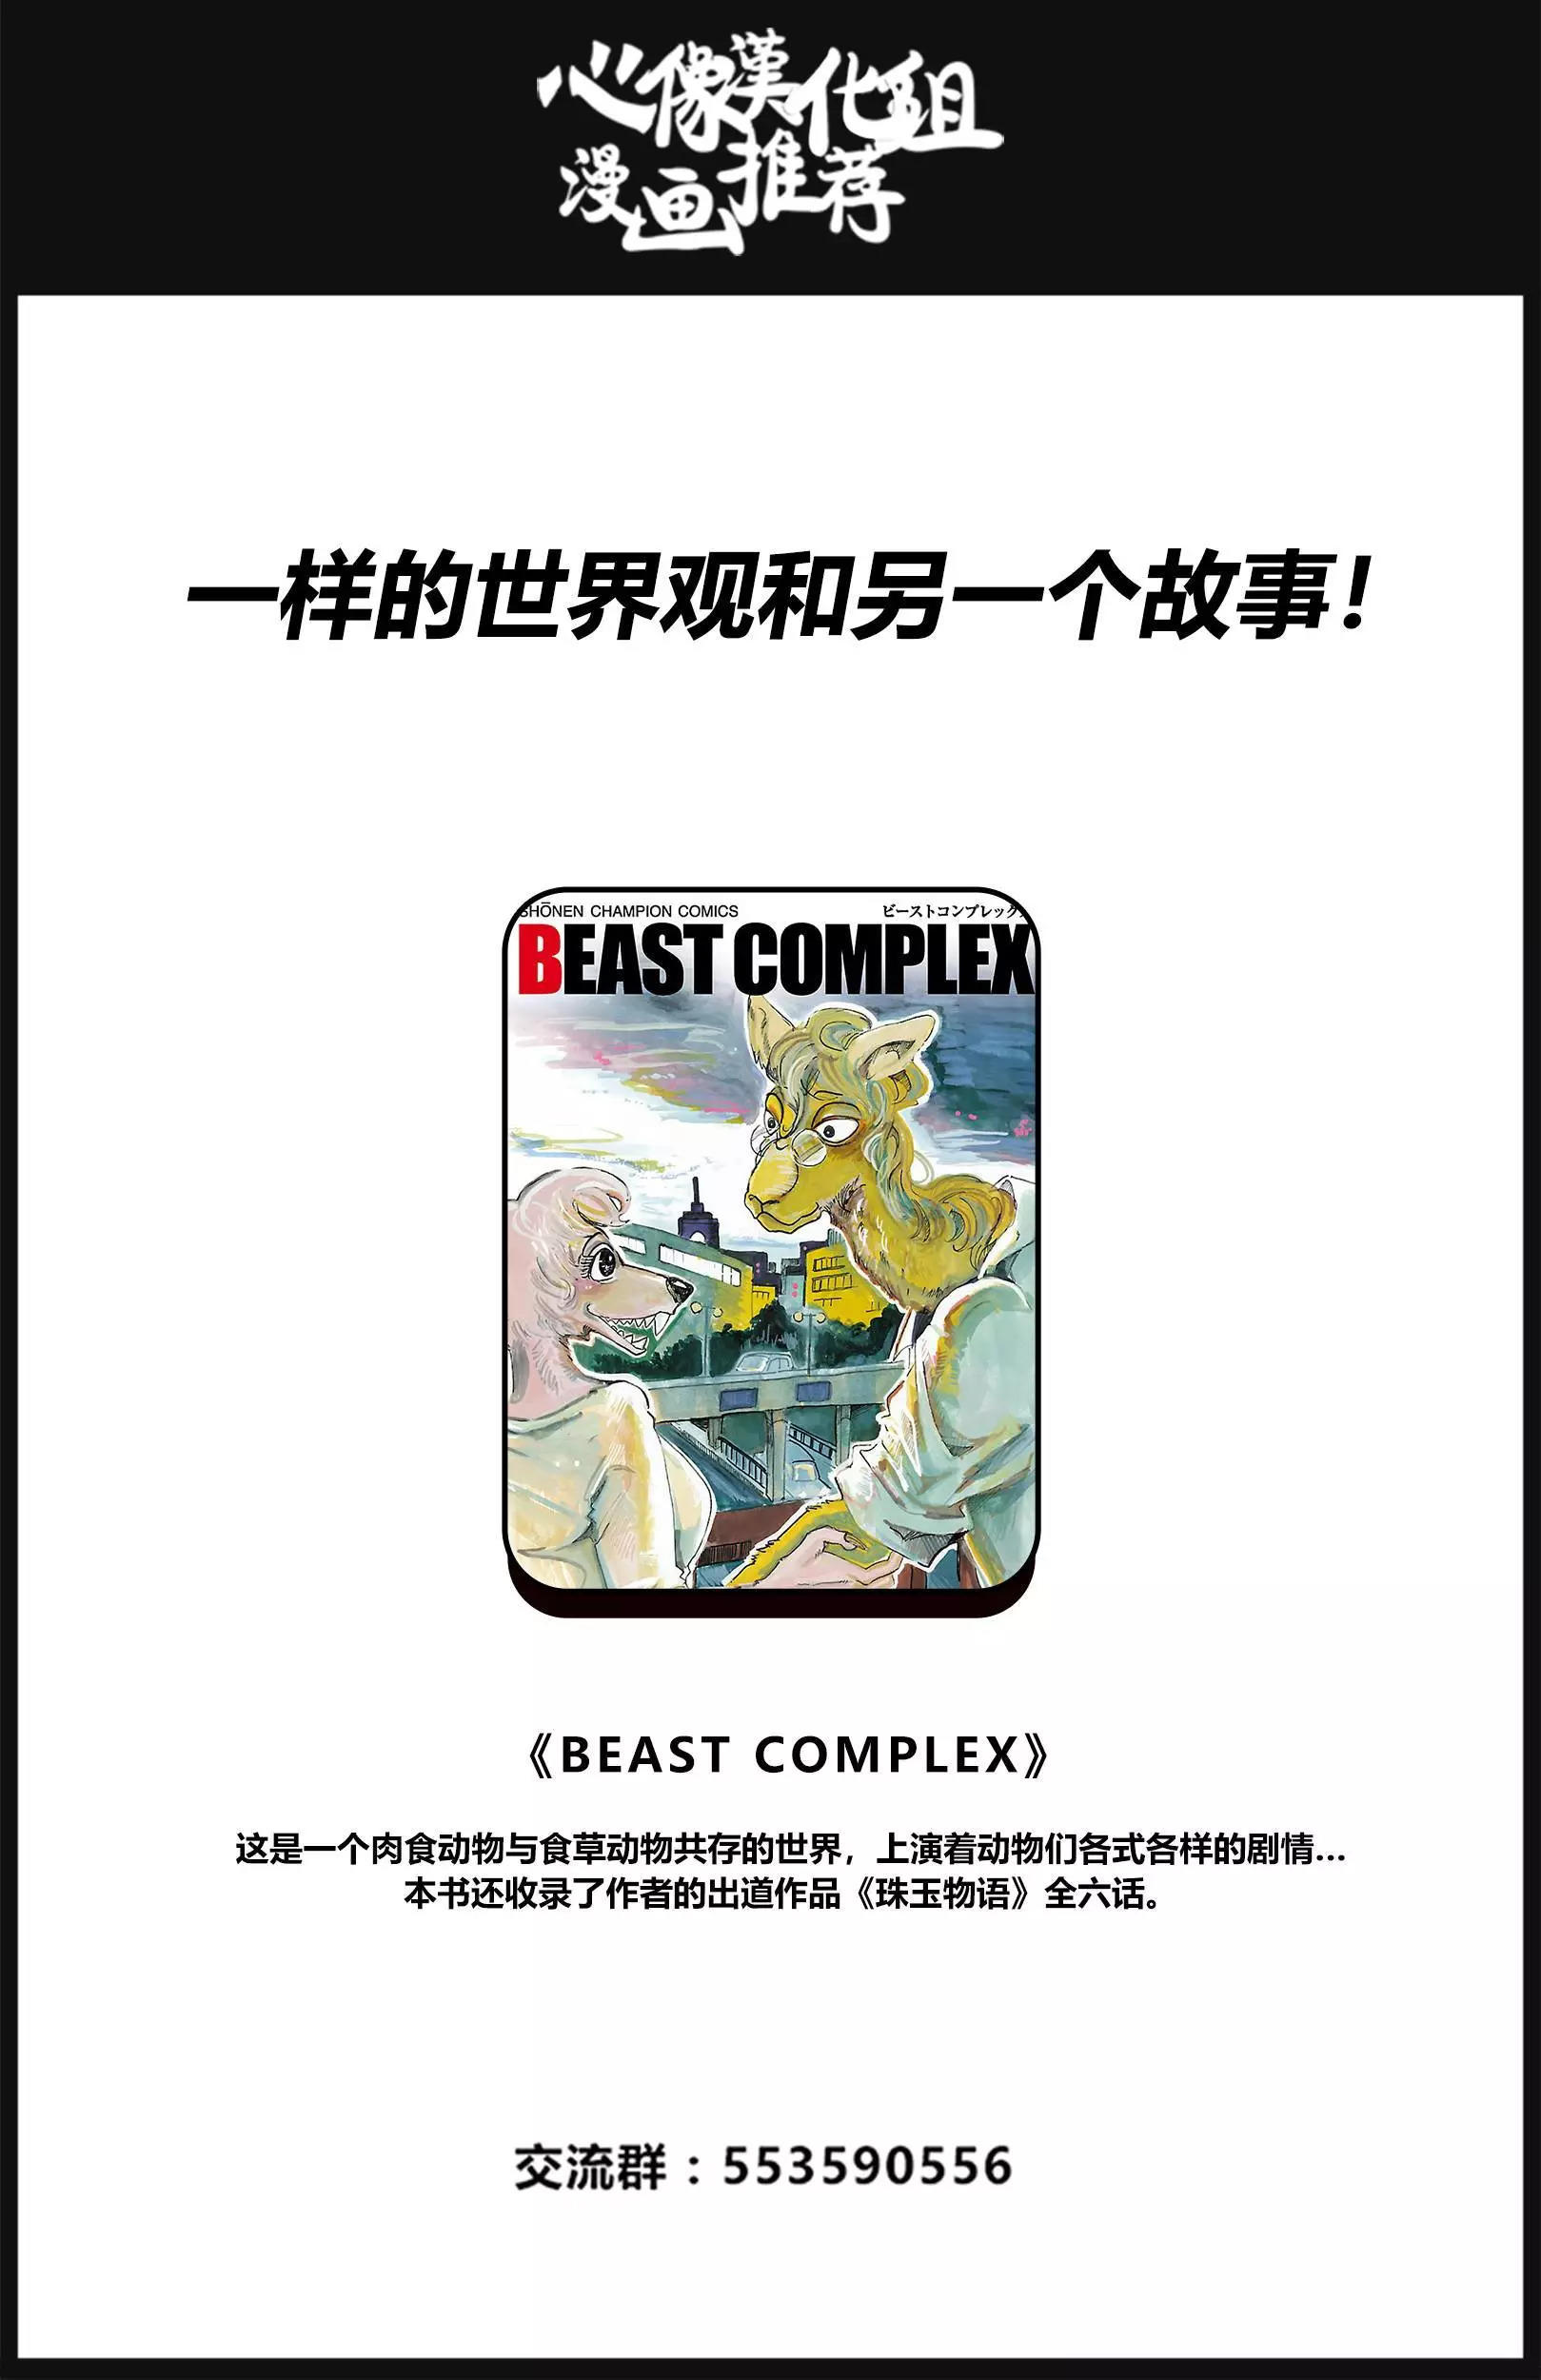 心像漢化组
漫画推荐
一样的世界观和另一个故事！
SHŌNEN CHAMPION COMICS
ビーストコンプレックス
BEAST COMPLEX
《BEAST COMPLEX》
这是一个肉食动物与食草动物共存的世界，上演着动物们各式各样的剧情…
本书还收录了作者的出道作品《珠玉物语》全六话。
交流群：553590556